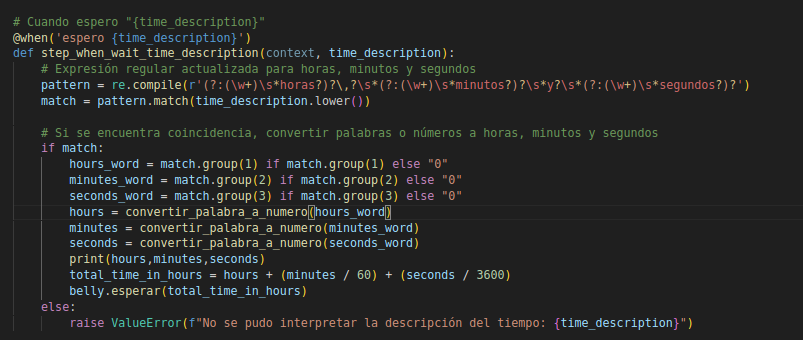 # Cuando espero "{time_description}"
@when('espero {time_description}')
def step_when_wait_time_description(context, time_description):
    # Expresión regular actualizada para horas, minutos y segundos
    pattern = re.compile(r'(?:(\w+)\s*horas?)?\,?\s*(?:(\w+)\s*minutos?)?\s*y?\s*(?:(\w+)\s*segundos?)?')
    match = pattern.match(time_description.lower())
    # Si se encuentra coincidencia, convertir palabras o números a horas, minutos y segundos
    if match:
        hours_word = match.group(1) if match.group(1) else "0"
        minutes_word = match.group(2) if match.group(2) else "0"
        seconds_word = match.group(3) if match.group(3) else "0"
        hours = convertir_palabra_a_numero(hours_word)
        minutes = convertir_palabra_a_numero(minutes_word)
        seconds = convertir_palabra_a_numero(seconds_word)
        print(hours,minutes,seconds)
        total_time_in_hours = hours + (minutes / 60) + (seconds / 3600)
        belly.esperar(total_time_in_hours)
    else:
        raise ValueError(f"No se pudo interpretar la descripción del tiempo: {time_description}")